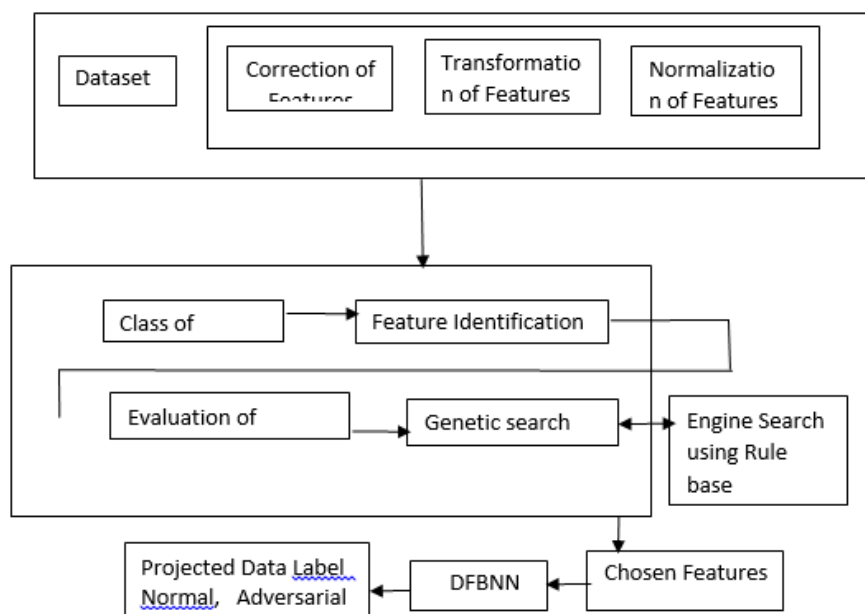 Dataset
Correction of
Features
Transformatio
n of Features
Normalizatio
n of Features
Class of
Feature Identification
Evaluation of
Genetic search
Engine Search
using Rule
base
Projected Data Label
Normal, Adversarial
DFBNN
Chosen Features